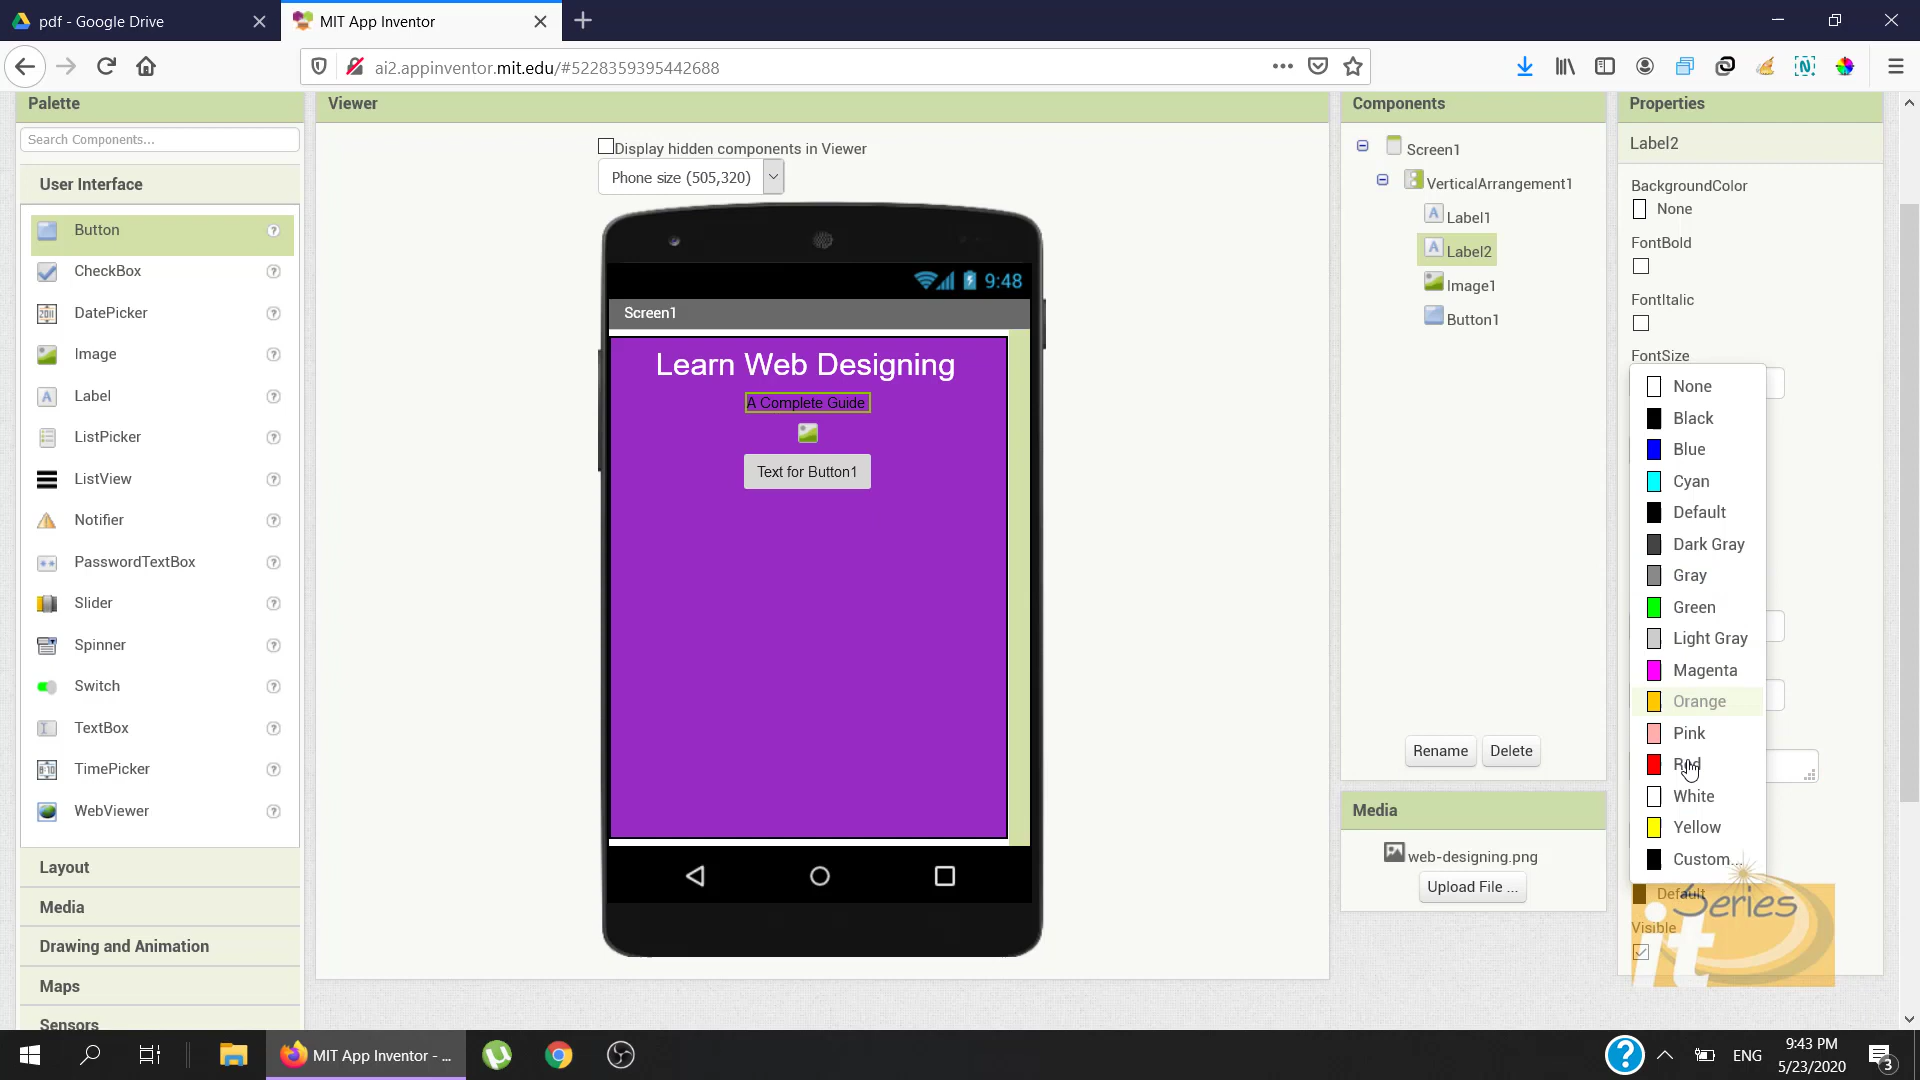 pdf - Google Drive
MIT App Inventor
ai2.appinventor.mit.edu/#5228359395442688
Palette
Search Components...
User Interface
Button
CheckBox
DatePicker
Image
Label
ListPicker
ListView
Notifier
PasswordTextBox
Slider
Spinner
Switch
TextBox
TimePicker
WebViewer
Layout
Media
Drawing and Animation
Maps
Sensors
Viewer
Display hidden components in Viewer
Phone size (505,320)
9:48
Screen1
Learn Web Designing
A Complete Guide
Text for Button1
Components
Screen1
VerticalArrangement1
Label1
Label2
Image1
Button1
Rename
Delete
Media
web-designing.png
Upload File ...
Properties
Label2
BackgroundColor
None
FontBold
FontItalic
FontSize
None
Black
Blue
Cyan
Default
Dark Gray
Gray
Green
Light Gray
Magenta
Orange
Pink
Red
White
Yellow
Custom...
Default
Visible
it Series
MIT App Inventor - ...
ENG
9:43 PM
5/23/2020
3